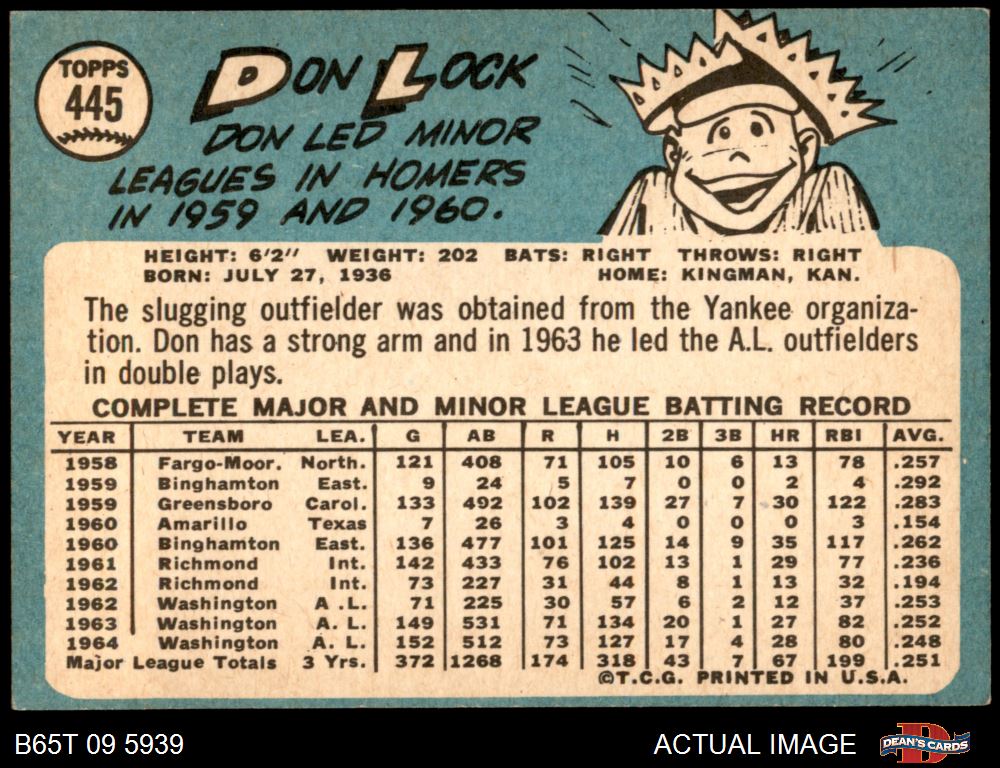 TOPPS
445
DON LOCK
DON LED MINOR
LEAGUES IN HOMERS
IN 1959 AND 1960.
HEIGHT: 6'2" WEIGHT: 202 BATS: RIGHT THROWS: RIGHT
BORN: JULY 27, 1936 HOME: KINGMAN, KAN.
The slugging outfielder was obtained from the Yankee organiza-
tion. Don has a strong arm and in 1963 he led the A.L. outfielders
in double plays.
COMPLETE MAJOR AND MINOR LEAGUE BATTING RECORD
YEAR TEAM LEA. G AB R H 2B 3B HR RBI AVG.
1958 Fargo-Moor. North. 121 408 71 105 10 6 13 78 .257
1959 Binghamton East. 9 24 5 7 0 0 2 4 .292
1959 Greensboro Carol. 133 492 102 139 27 7 30 122 .283
1960 Amarillo Texas 7 26 3 4 0 0 0 3 .154
1960 Binghamton East. 136 477 101 125 14 9 35 117 .262
1961 Richmond Int. 142 433 76 102 13 1 29 77 .236
1962 Richmond Int. 73 227 31 44 8 1 13 32 .194
1962 Washington A .L. 71 225 30 57 6 2 12 37 .253
1963 Washington A. L. 149 531 71 134 20 1 27 82 .252
1964 Washington A. L. 152 512 73 127 17 4 28 80 .248
Major League Totals 3 Yrs. 372 1268 174 318 43 7 67 199 .251
©T.C.G. PRINTED IN U.S.A.
B65T 09 5939 ACTUAL IMAGE DEAN'S CARDS